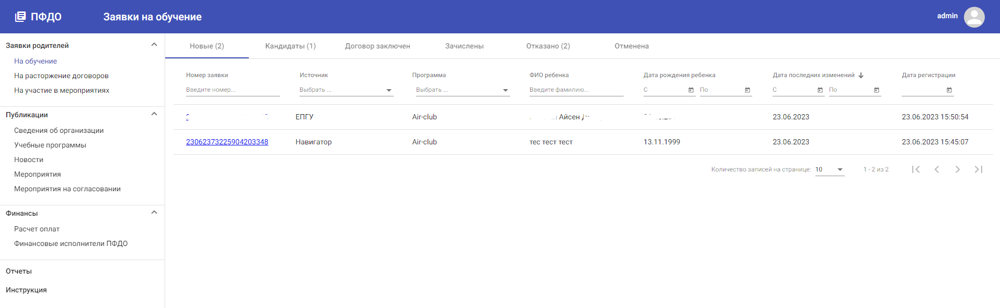 ПФДО
Заявки на обучение
admin
Заявки родителей
На обучение
На расторжение договоров
На участие в мероприятиях
Публикации
Сведения об организации
Учебные программы
Новости
Мероприятия
Мероприятия на согласовании
Финансы
Расчет оплат
Финансовые исполнители ПФДО
Отчеты
Инструкция
Новые (2) Кандидаты (1) Договор заключен Зачислены Отказано (2) Отменена
Номер заявки Источник Программа ФИО ребенка Дата рождения ребенка Дата последних изменений Дата регистрации
Введите номер... Выбрать ... Выбрать ... Введите фамилию... С По С По
ЕПГУ Air-club Айсен 23.06.2023 23.06.2023 15:50:54
23062373225904203348 Навигатор Air-club тес тест тест 13.11.1999 23.06.2023 23.06.2023 15:45:07
Количество записей на странице: 10 1 - 2 из 2